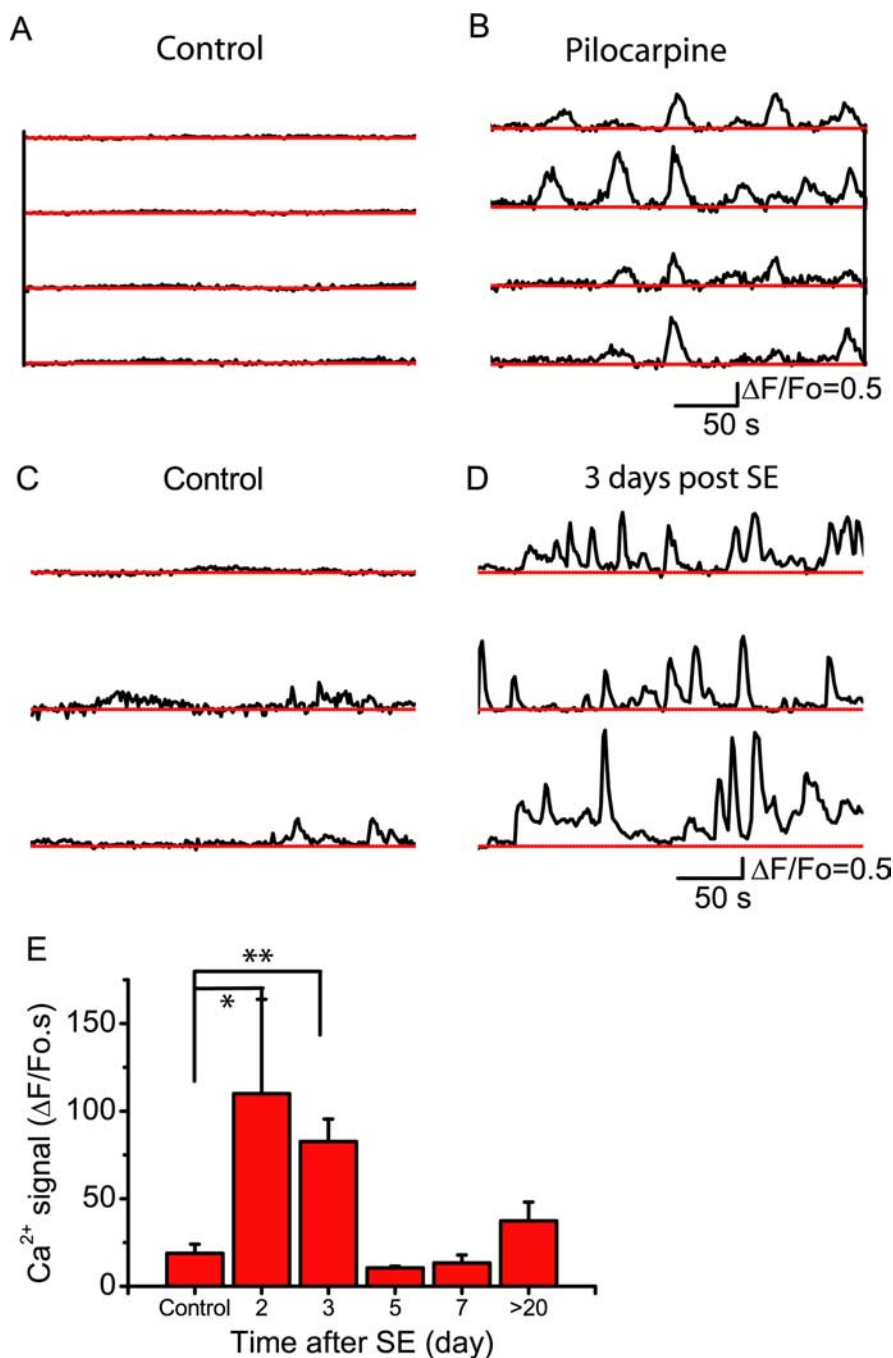 A
Control
B
Pilocarpine
ΔF/Fo=0.5
50 s
C
Control
D
3 days post SE
ΔF/Fo=0.5
50 s
E
**
*
Ca2+ signal (ΔF/Fo.s)
150
100
50
0
Control 2 3 5 7 >20
Time after SE (day)